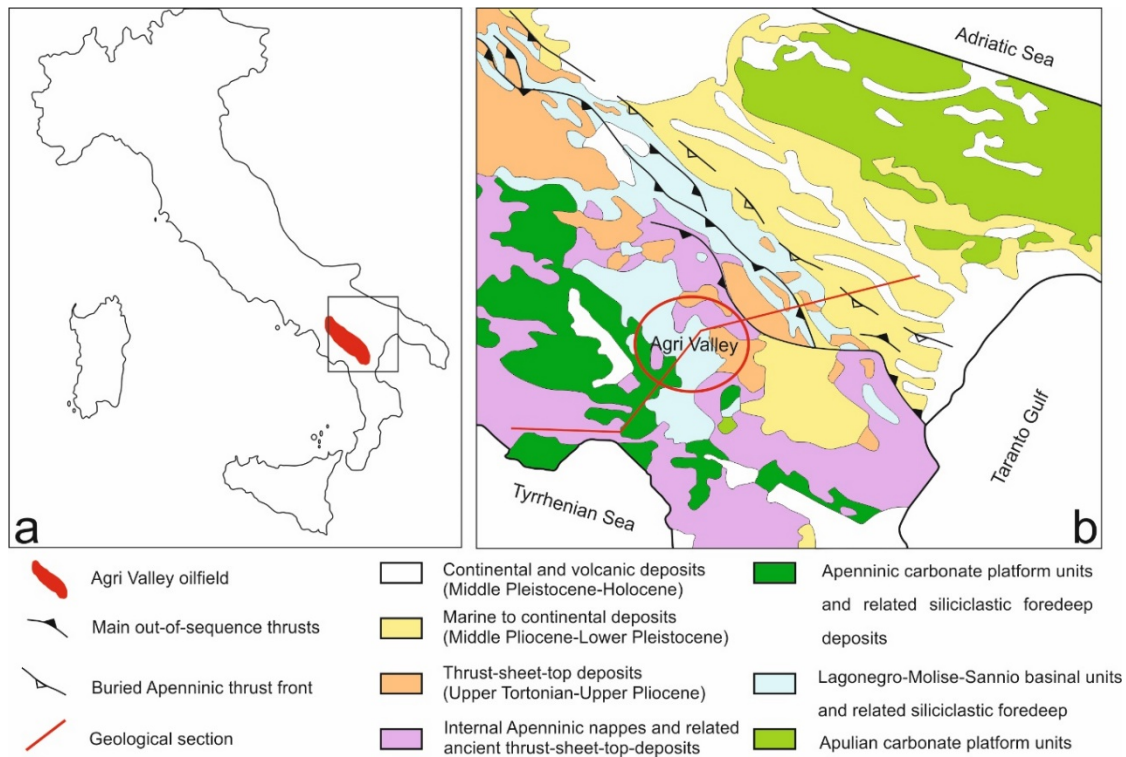 Adriatic Sea
Agri Valley
Taranto Gulf
Tyrrhenian Sea
a
b
Agri Valley oilfield
Main out-of-sequence thrusts
Buried Apenninic thrust front
Geological section
Continental and volcanic deposits
(Middle Pleistocene-Holocene)
Marine to continental deposits
(Middle Pliocene-Lower Pleistocene)
Thrust-sheet-top deposits
(Upper Tortonian-Upper Pliocene)
Internal Apenninic nappes and related
ancient thrust-sheet-top-deposits
Apenninic carbonate platform units
and related siliciclastic foredeep
deposits
Lagonegro-Molise-Sannio basinal units
and related siliciclastic foredeep
Apulian carbonate platform units